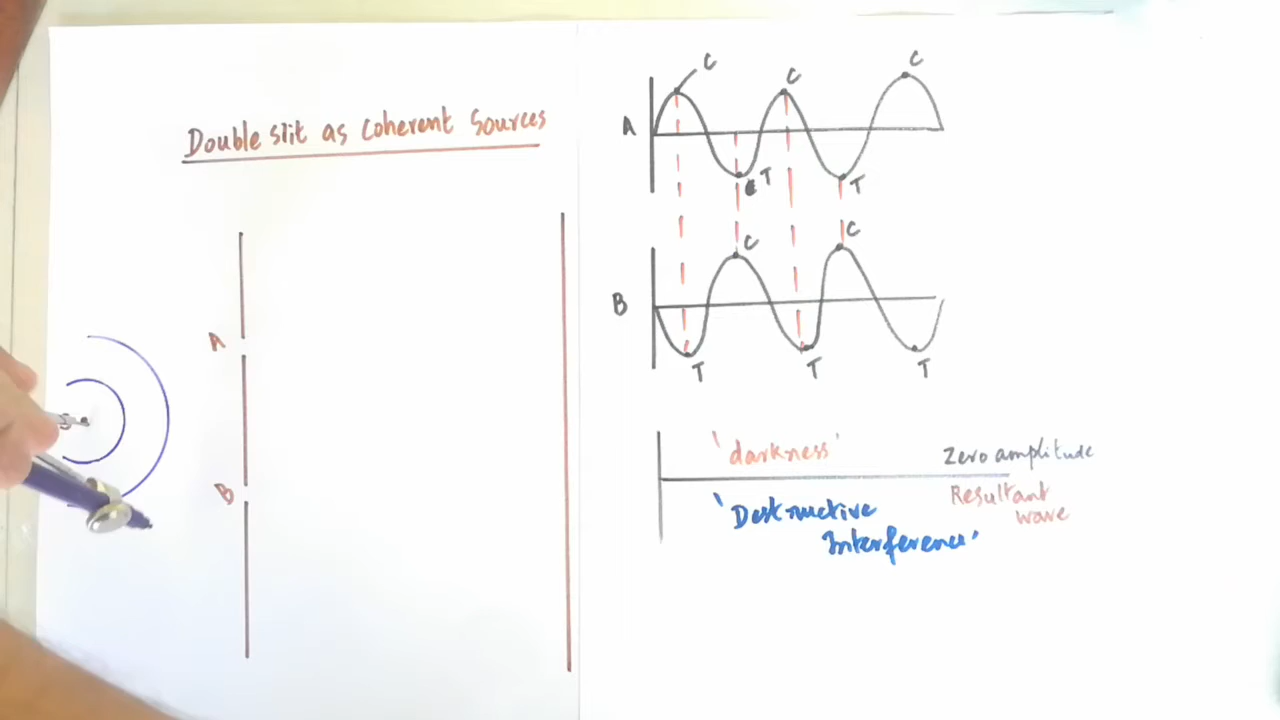 Double slit as Coherent Sources
A
B
C
C
C
A
T
T
C
C
B
T
T
T
'darkness'
Zero amplitude
'Destructive
Interference'
Resultant
wave